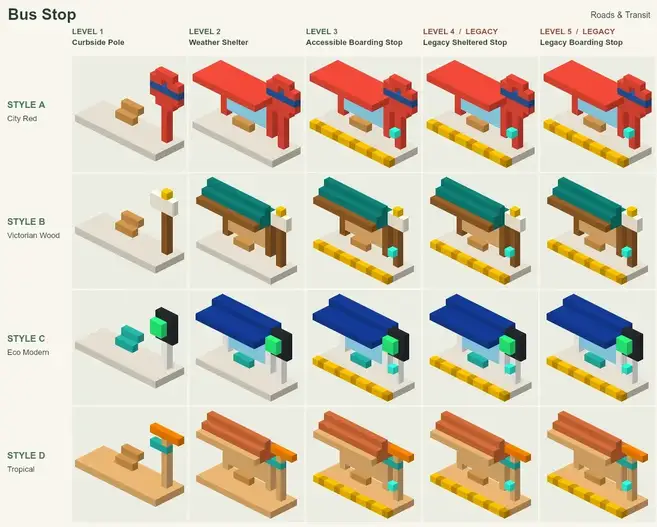 Bus Stop
Roads & Transit
LEVEL 1
Curbside Pole
LEVEL 2
Weather Shelter
LEVEL 3
Accessible Boarding Stop
LEVEL 4 / LEGACY
Legacy Sheltered Stop
LEVEL 5 / LEGACY
Legacy Boarding Stop
STYLE A
City Red
STYLE B
Victorian Wood
STYLE C
Eco Modern
STYLE D
Tropical